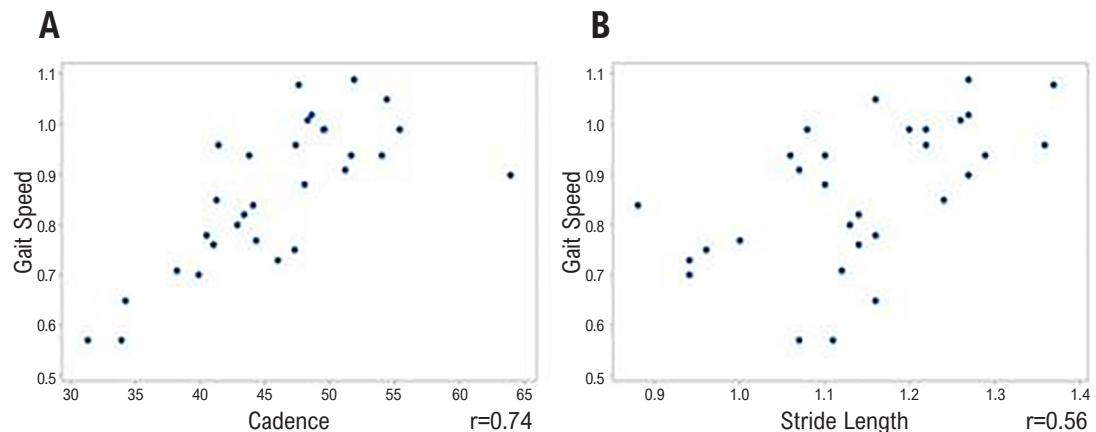 A
B
Gait Speed
1.1
1.0
0.9
0.8
0.7
0.6
0.5
30 35 40 45 50 55 60 65
Cadence
r=0.74
Gait Speed
1.1
1.0
0.9
0.8
0.7
0.6
0.5
0.9 1.0 1.1 1.2 1.3 1.4
Stride Length
r=0.56